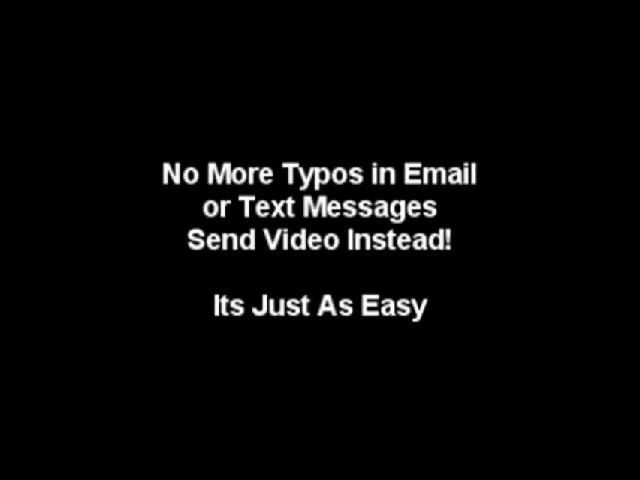 No More Typos in Email
or Text Messages
Send Video Instead!
Its Just As Easy